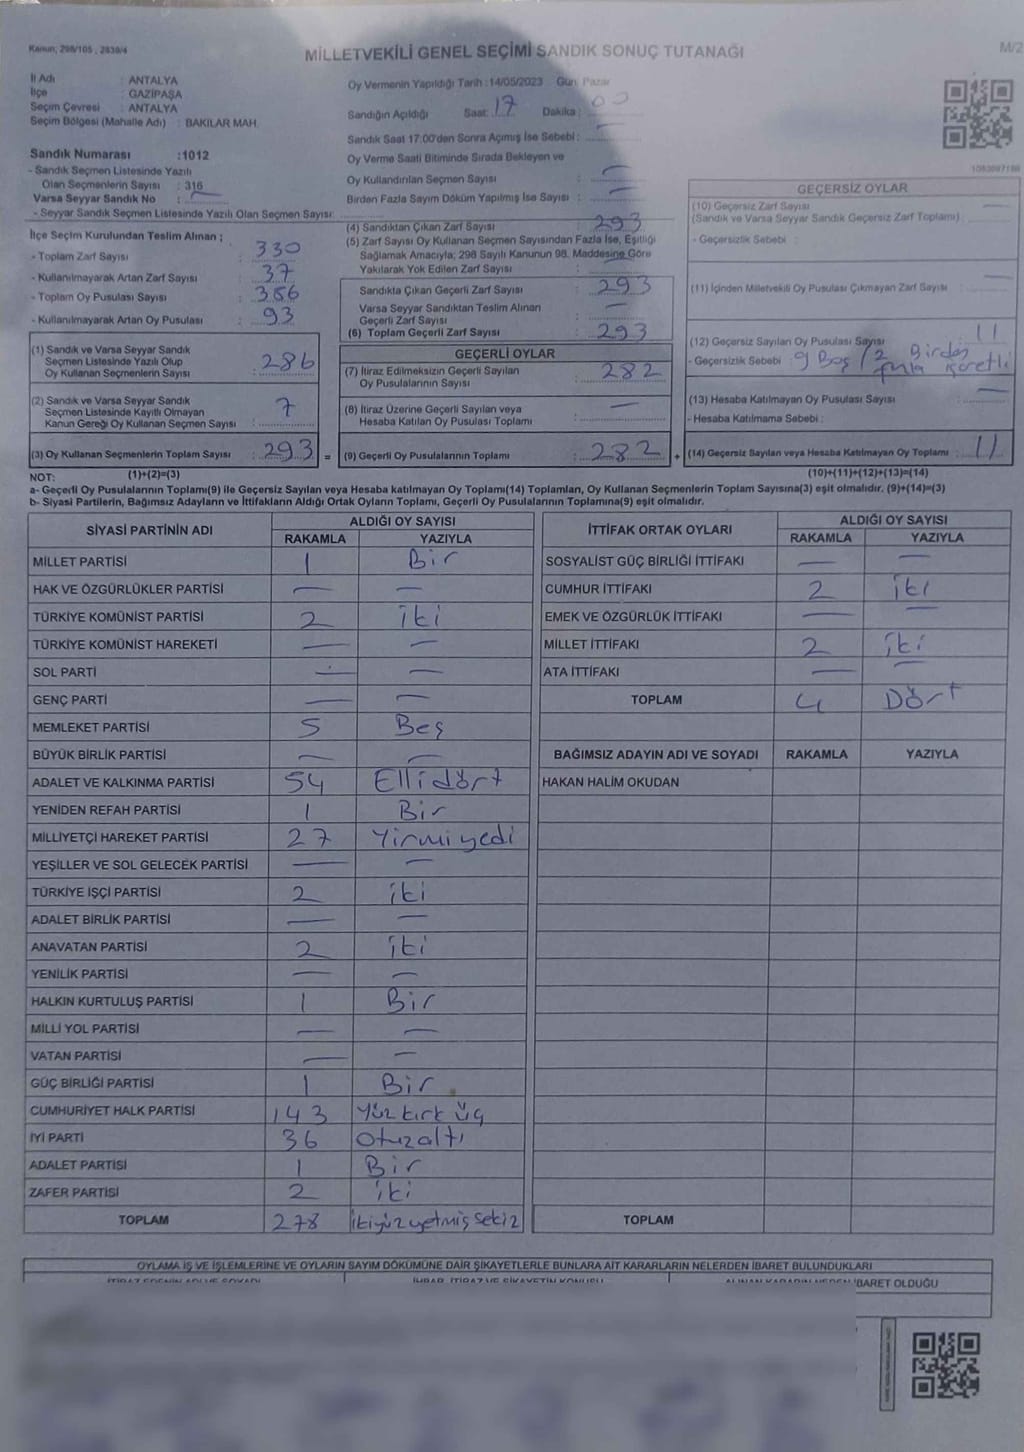 Kanun; 298/105 , 2839/4
MİLLETVEKİLİ GENEL SEÇİMİ SANDIK SONUÇ TUTANAĞI
M/2
İl Adı : ANTALYA
İlçe : GAZİPAŞA
Seçim Çevresi : ANTALYA
Seçim Bölgesi (Mahalle Adı) : BAKILAR MAH.
Sandık Numarası :1012
- Sandık Seçmen Listesinde Yazılı
Olan Seçmenlerin Sayısı : 316
Varsa Seyyar Sandık No : —
- Seyyar Sandık Seçmen Listesinde Yazılı Olan Seçmen Sayısı:
Oy Vermenin Yapıldığı Tarih :14/05/2023 Gün: Pazar
Sandığın Açıldığı Saat: 17 Dakika : 00
Sandık Saat 17:00'den Sonra Açımış İse Sebebi :
Oy Verme Saati Bitiminde Sırada Bekleyen ve
Oy Kullandırılan Seçmen Sayısı : —
Birden Fazla Sayım Döküm Yapılmış İse Sayısı : —
İlçe Seçim Kurulundan Teslim Alınan ;
- Toplam Zarf Sayısı : 330
- Kullanılmayarak Artan Zarf Sayısı : 37
- Toplam Oy Pusulası Sayısı : 386
- Kullanılmayarak Artan Oy Pusulası : 93
(4) Sandıktan Çıkan Zarf Sayısı : 293
(5) Zarf Sayısı Oy Kullanan Seçmen Sayısından Fazla İse, Eşitliği
Sağlamak Amacıyla; 298 Sayılı Kanunun 98. Maddesine Göre
Yakılarak Yok Edilen Zarf Sayısı :
Sandıkta Çıkan Geçerli Zarf Sayısı : 293
Varsa Seyyar Sandıktan Teslim Alınan
Geçerli Zarf Sayısı : —
(6) Toplam Geçerli Zarf Sayısı : 293
GEÇERSİZ OYLAR
(10) Geçersiz Zarf Sayısı : —
(Sandık ve Varsa Seyyar Sandık Geçersiz Zarf Toplamı)
- Geçersizlik Sebebi :
(11) İçinden Milletvekili Oy Pusulası Çıkmayan Zarf Sayısı : —
(12) Geçersiz Sayılan Oy Pusulası Sayısı : 11
- Geçersizlik Sebebi : 9 Boş / 2 Birden
fazla işaretli
(13) Hesaba Katılmayan Oy Pusulası Sayısı : —
- Hesaba Katılmama Sebebi :
(14) Geçersiz Sayılan veya Hesaba Katılmayan Oy Toplamı : 11
(1) Sandık ve Varsa Seyyar Sandık
Seçmen Listesinde Yazılı Olup
Oy Kullanan Seçmenlerin Sayısı : 286
(2) Sandık ve Varsa Seyyar Sandık
Seçmen Listesinde Kayıtlı Olmayan
Kanun Gereği Oy Kullanan Seçmen Sayısı : 7
(3) Oy Kullanan Seçmenlerin Toplam Sayısı : 293 =
GEÇERLİ OYLAR
(7) İtiraz Edilmeksizin Geçerli Sayılan
Oy Pusulalarının Sayısı : 282
(8) İtiraz Üzerine Geçerli Sayılan veya
Hesaba Katılan Oy Pusulası Toplamı : —
(9) Geçerli Oy Pusulalarının Toplamı : 282 +
NOT: (1)+(2)=(3)
(10)+(11)+(12)+(13)=(14)
a- Geçerli Oy Pusulalarının Toplamı(9) ile Geçersiz Sayılan veya Hesaba katılmayan Oy Toplamı(14) Toplamları, Oy Kullanan Seçmenlerin Toplam Sayısına(3) eşit olmalıdır. (9)+(14)=(3)
b- Siyasi Partilerin, Bağımsız Adayların ve İttifakların Aldığı Ortak Oyların Toplamı, Geçerli Oy Pusulalarının Toplamına(9) eşit olmalıdır.
SİYASİ PARTİNİN ADI ALDIĞI OY SAYISI
RAKAMLA YAZIYLA
MİLLET PARTİSİ 1 Bir
HAK VE ÖZGÜRLÜKLER PARTİSİ — —
TÜRKİYE KOMÜNİST PARTİSİ 2 iki
TÜRKİYE KOMÜNİST HAREKETİ — —
SOL PARTİ — —
GENÇ PARTİ — —
MEMLEKET PARTİSİ 5 Beş
BÜYÜK BİRLİK PARTİSİ — —
ADALET VE KALKINMA PARTİSİ 54 Ellidört
YENİDEN REFAH PARTİSİ 1 Bir
MİLLİYETÇİ HAREKET PARTİSİ 27 Yirmiyedi
YEŞİLLER VE SOL GELECEK PARTİSİ — —
TÜRKİYE İŞÇİ PARTİSİ 2 iki
ADALET BİRLİK PARTİSİ — —
ANAVATAN PARTİSİ 2 iki
YENİLİK PARTİSİ — —
HALKIN KURTULUŞ PARTİSİ 1 Bir
MİLLİ YOL PARTİSİ — —
VATAN PARTİSİ — —
GÜÇ BİRLİĞİ PARTİSİ 1 Bir
CUMHURİYET HALK PARTİSİ 143 Yüz kırk üç
İYİ PARTİ 36 Otuzaltı
ADALET PARTİSİ 1 Bir
ZAFER PARTİSİ 2 iki
TOPLAM 278 ikiyüzyetmişsekiz
İTTİFAK ORTAK OYLARI ALDIĞI OY SAYISI
RAKAMLA YAZIYLA
SOSYALİST GÜÇ BİRLİĞİ İTTİFAKI — —
CUMHUR İTTİFAKI 2 iki
EMEK VE ÖZGÜRLÜK İTTİFAKI — —
MİLLET İTTİFAKI 2 iki
ATA İTTİFAKI — —
TOPLAM 4 Dört
BAĞIMSIZ ADAYIN ADI VE SOYADI RAKAMLA YAZIYLA
HAKAN HALİM OKUDAN
TOPLAM
OYLAMA İŞ VE İŞLEMLERİNE VE OYLARIN SAYIM DÖKÜMÜNE DAİR ŞİKAYETLERLE BUNLARA AİT KARARLARIN NELERDEN İBARET BULUNDUKLARI
İTİRAZ EDENİN ADI VE SOYADI İHBAR, İTİRAZ VE ŞİKAYETİN KONUSU ALINAN KARARIN NEDEN İBARET OLDUĞU